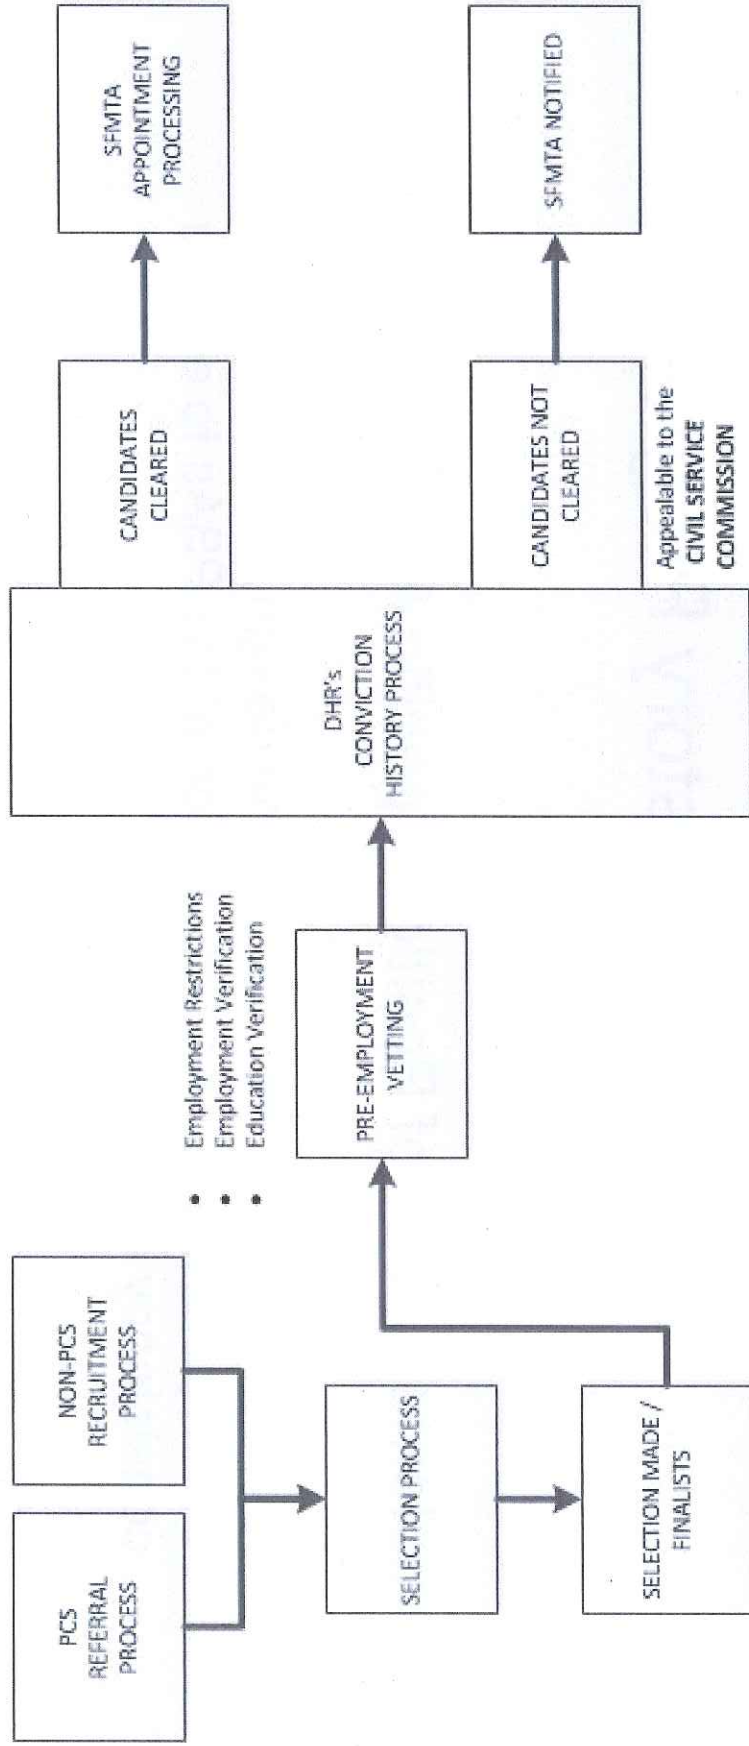 PCS
REFERRAL
PROCESS
NON-PCS
RECRUITMENT
PROCESS
SELECTION PROCESS
SELECTION MADE /
FINALISTS
• Employment Restrictions
• Employment Verification
• Education Verification
PRE-EMPLOYMENT
VETTING
DHR's
CONVICTION
HISTORY PROCESS
CANDIDATES
CLEARED
SFMTA
APPOINTMENT
PROCESSING
CANDIDATES NOT
CLEARED
Appealable to the
CIVIL SERVICE
COMMISSION
SFMTA NOTIFIED